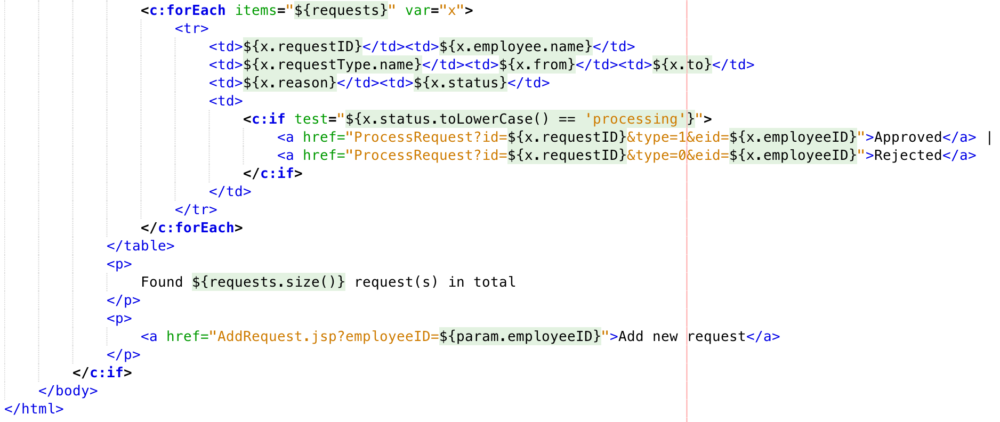 <c:forEach items="${requests}" var="x">
<tr>
<td>${x.requestID}</td><td>${x.employee.name}</td>
<td>${x.requestType.name}</td><td>${x.from}</td><td>${x.to}</td>
<td>${x.reason}</td><td>${x.status}</td>
<td>
<c:if test="${x.status.toLowerCase() == 'processing'}">
<a href="ProcessRequest?id=${x.requestID}&type=1&eid=${x.employeeID}">Approved</a> |
<a href="ProcessRequest?id=${x.requestID}&type=0&eid=${x.employeeID}">Rejected</a>
</c:if>
</td>
</tr>
</c:forEach>
</table>
<p>
Found ${requests.size()} request(s) in total
</p>
<p>
<a href="AddRequest.jsp?employeeID=${param.employeeID}">Add new request</a>
</p>
</c:if>
</body>
</html>